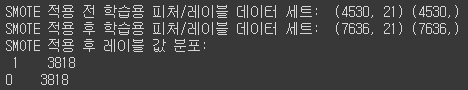 SMOTE 적용 전 학습용 피처/레이블 데이터 세트:  (4530, 21) (4530,)
SMOTE 적용 후 학습용 피처/레이블 데이터 세트:  (7636, 21) (7636,)
SMOTE 적용 후 레이블 값 분포:
1    3818
0    3818